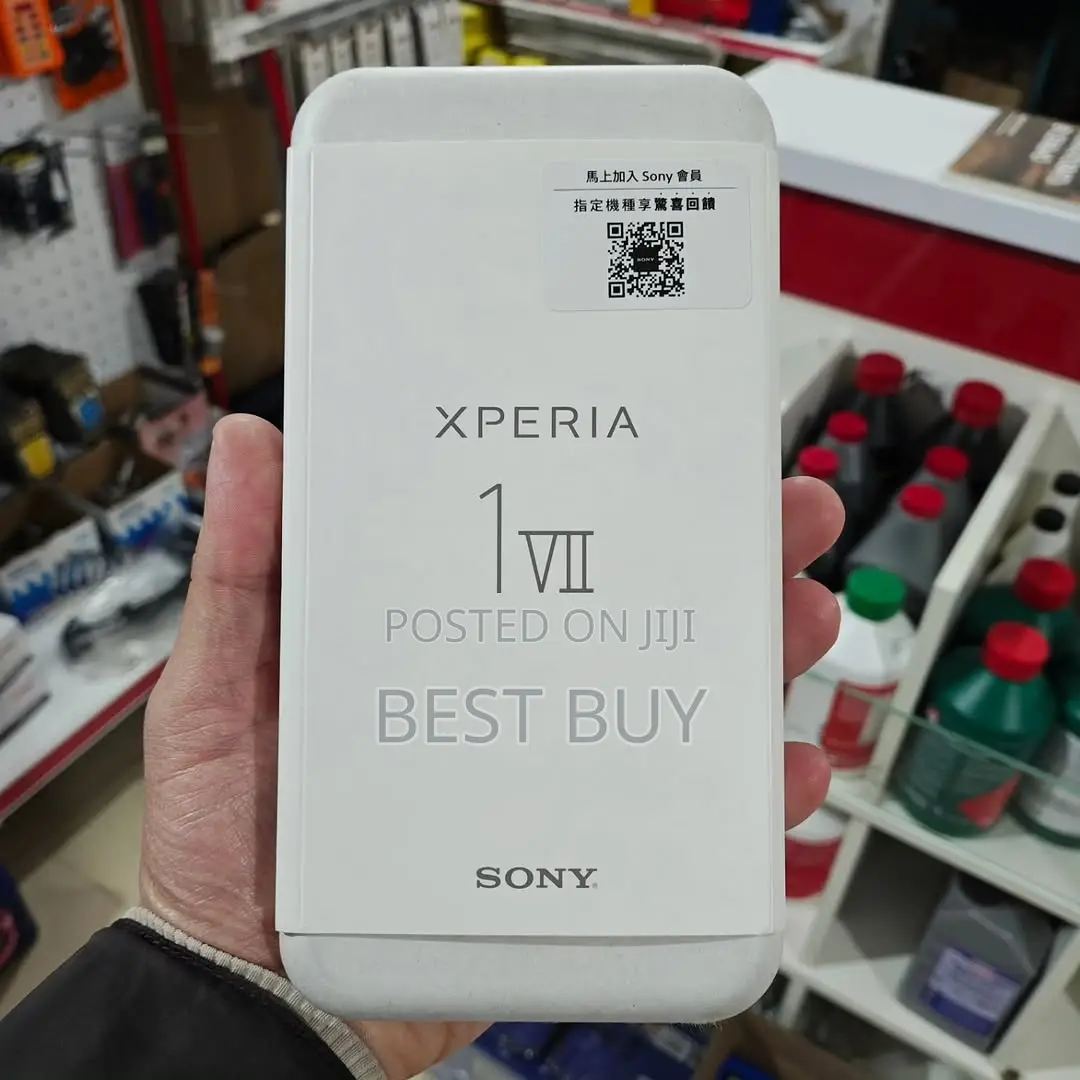 馬上加入 Sony 會員
指定機種享驚喜回饋
SONY
XPERIA
1 VII
POSTED ON JIJI
BEST BUY
SONY